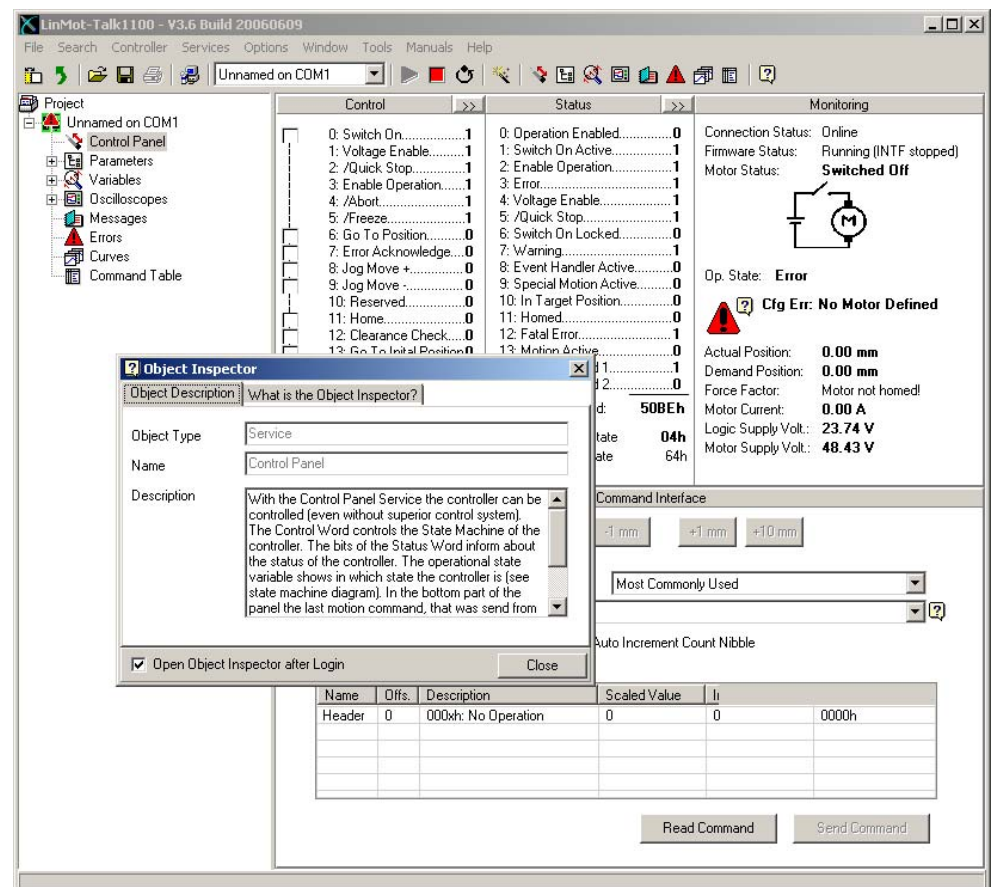 LinMot-Talk1100 - V3.6 Build 20060609
File Search Controller Services Options Window Tools Manuals Help
Unnamed on COM1
Project
Unnamed on COM1
Control Panel
Parameters
Variables
Oscilloscopes
Messages
Errors
Curves
Command Table
Control >>
0: Switch On...............1
1: Voltage Enable.........1
2: /Quick Stop.............1
3: Enable Operation......1
4: /Abort....................1
5: /Freeze..................1
6: Go To Position..........0
7: Error Acknowledge....0
8: Jog Move +..............0
9: Jog Move -...............0
10: Reserved...............0
11: Home....................0
12: Clearance Check.....0
13: Go To Inital Position0
Status >>
0: Operation Enabled..............0
1: Switch On Active................1
2: Enable Operation................1
3: Error..................................1
4: Voltage Enable...................1
5: /Quick Stop........................1
6: Switch On Locked...............0
7: Warning.............................1
8: Event Handler Active..........0
9: Special Motion Active.........0
10: In Target Position..............0
11: Homed.............................0
12: Fatal Error........................1
13: Motion Active...................0
1...............1
2...............0
d: 50BEh
tate 04h
ate 64h
Monitoring
Connection Status: Online
Firmware Status: Running (INTF stopped)
Motor Status: Switched Off
M
Op. State: Error
Cfg Err: No Motor Defined
Actual Position: 0.00 mm
Demand Position: 0.00 mm
Force Factor: Motor not homed!
Motor Current: 0.00 A
Logic Supply Volt.: 23.74 V
Motor Supply Volt.: 48.43 V
Object Inspector
Object Description What is the Object Inspector?
Object Type Service
Name Control Panel
Description
With the Control Panel Service the controller can be
controlled (even without superior control system).
The Control Word controls the State Machine of the
controller. The bits of the Status Word inform about
the status of the controller. The operational state
variable shows in which state the controller is (see
state machine diagram). In the bottom part of the
panel the last motion command, that was send from
Open Object Inspector after Login Close
Command Interface
-1 mm +1 mm +10 mm
Most Commonly Used
Auto Increment Count Nibble
Name Offs. Description Scaled Value
Header 0 000xh: No Operation 0 0 0000h
Read Command Send Command